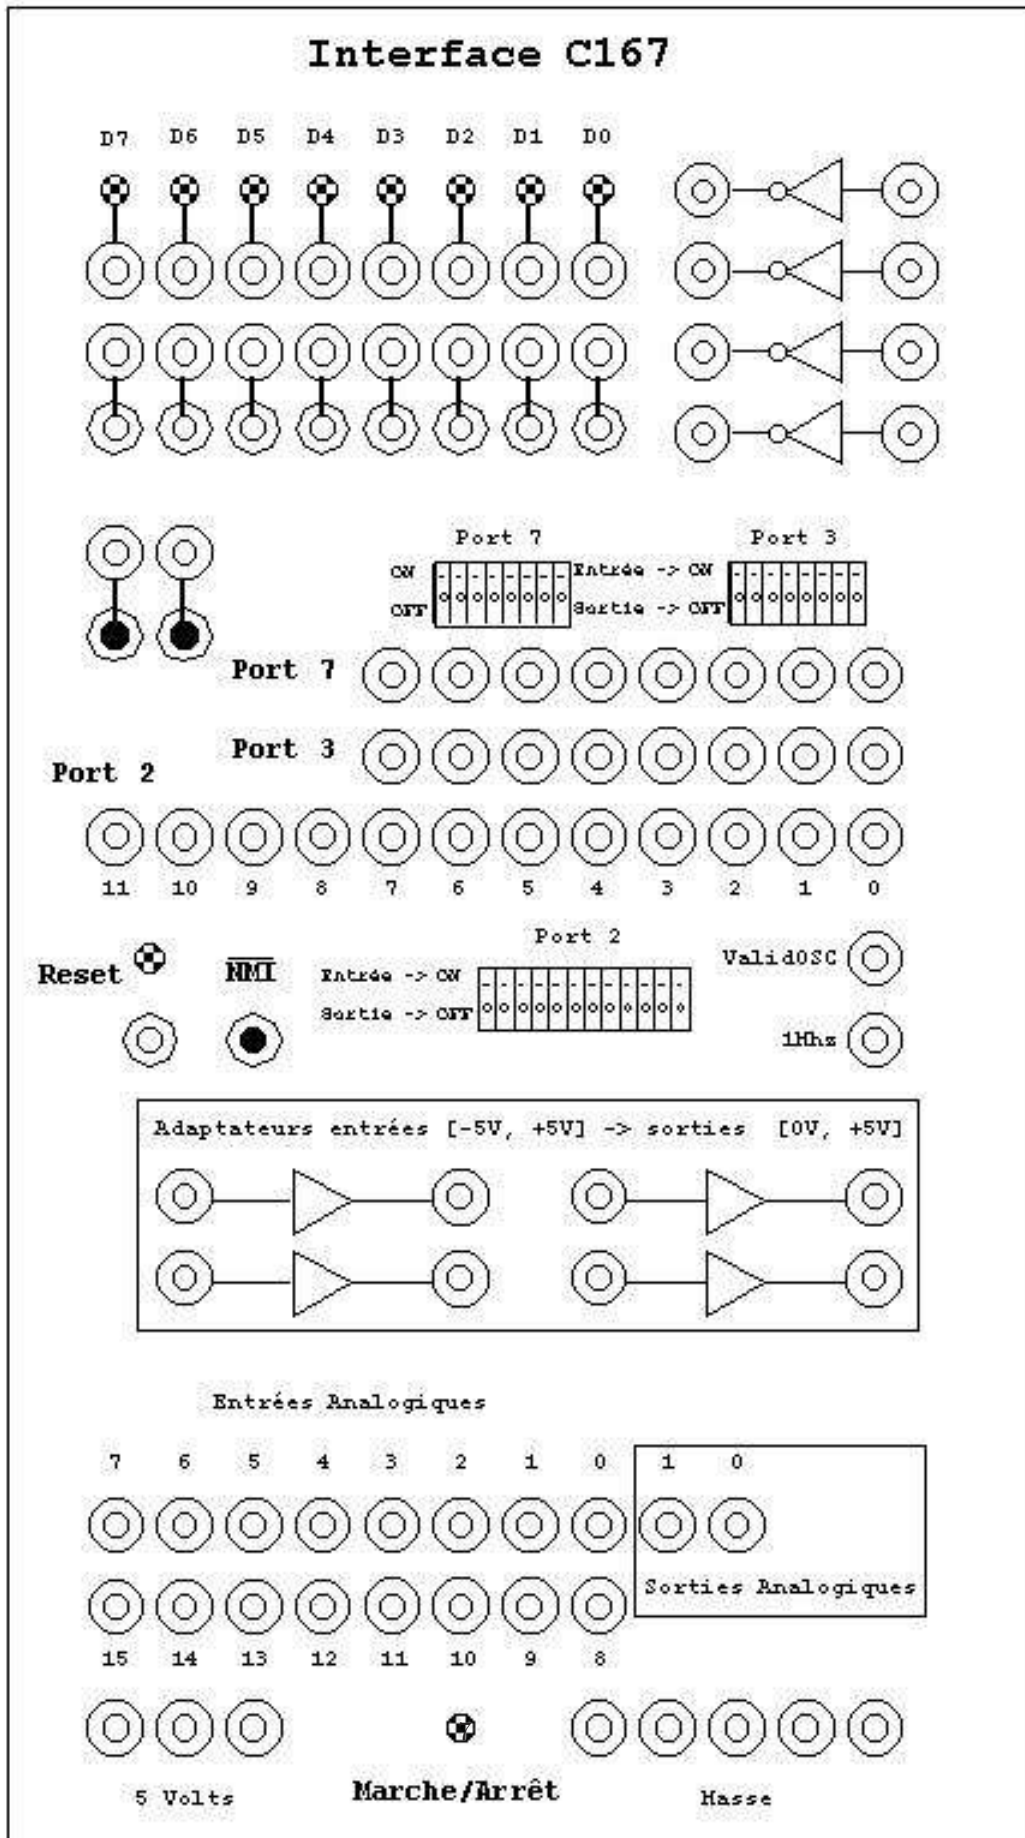 Interface C167
D7 D6 D5 D4 D3 D2 D1 D0
Port 7 Port 3
ON Entrée -> ON
OFF Sortie -> OFF
Port 7
Port 3
Port 2
11 10 9 8 7 6 5 4 3 2 1 0
Port 2
Reset NMI Entrée -> ON ValidOSC
Sortie -> OFF
1Mhz
Adaptateurs entrées [-5V, +5V] -> sorties [0V, +5V]
Entrées Analogiques
7 6 5 4 3 2 1 0 1 0
Sorties Analogiques
15 14 13 12 11 10 9 8
5 Volts Marche/Arrêt Masse